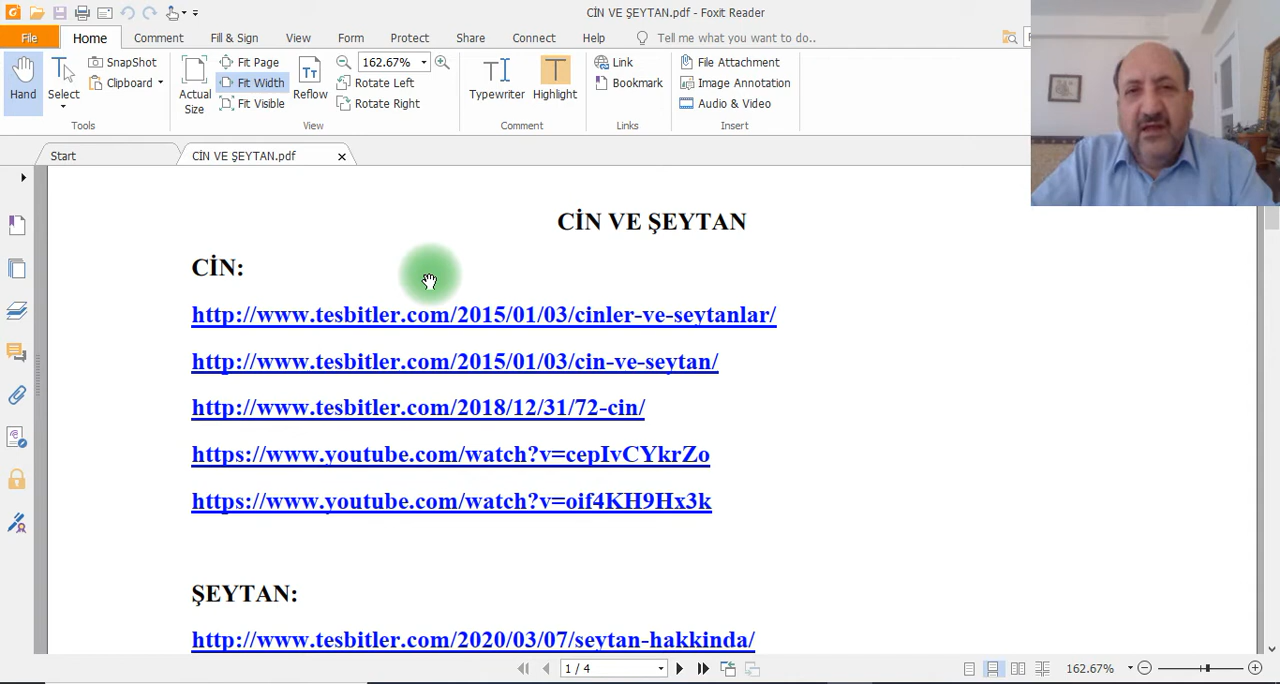 CİN VE ŞEYTAN.pdf - Foxit Reader
File Home Comment Fill & Sign View Form Protect Share Connect Help Tell me what you want to do..
Hand
Select
SnapShot
Clipboard
Tools
Actual Size
Fit Page
Fit Width
Fit Visible
Reflow
162.67%
Rotate Left
Rotate Right
View
Typewriter
Highlight
Comment
Link
Bookmark
Links
File Attachment
Image Annotation
Audio & Video
Insert
Start
CİN VE ŞEYTAN.pdf
CİN VE ŞEYTAN
CİN:
http://www.tesbitler.com/2015/01/03/cinler-ve-seytanlar/
http://www.tesbitler.com/2015/01/03/cin-ve-seytan/
http://www.tesbitler.com/2018/12/31/72-cin/
https://www.youtube.com/watch?v=cepIvCYkrZo
https://www.youtube.com/watch?v=oif4KH9Hx3k
ŞEYTAN:
http://www.tesbitler.com/2020/03/07/seytan-hakkinda/
1 / 4
162.67%